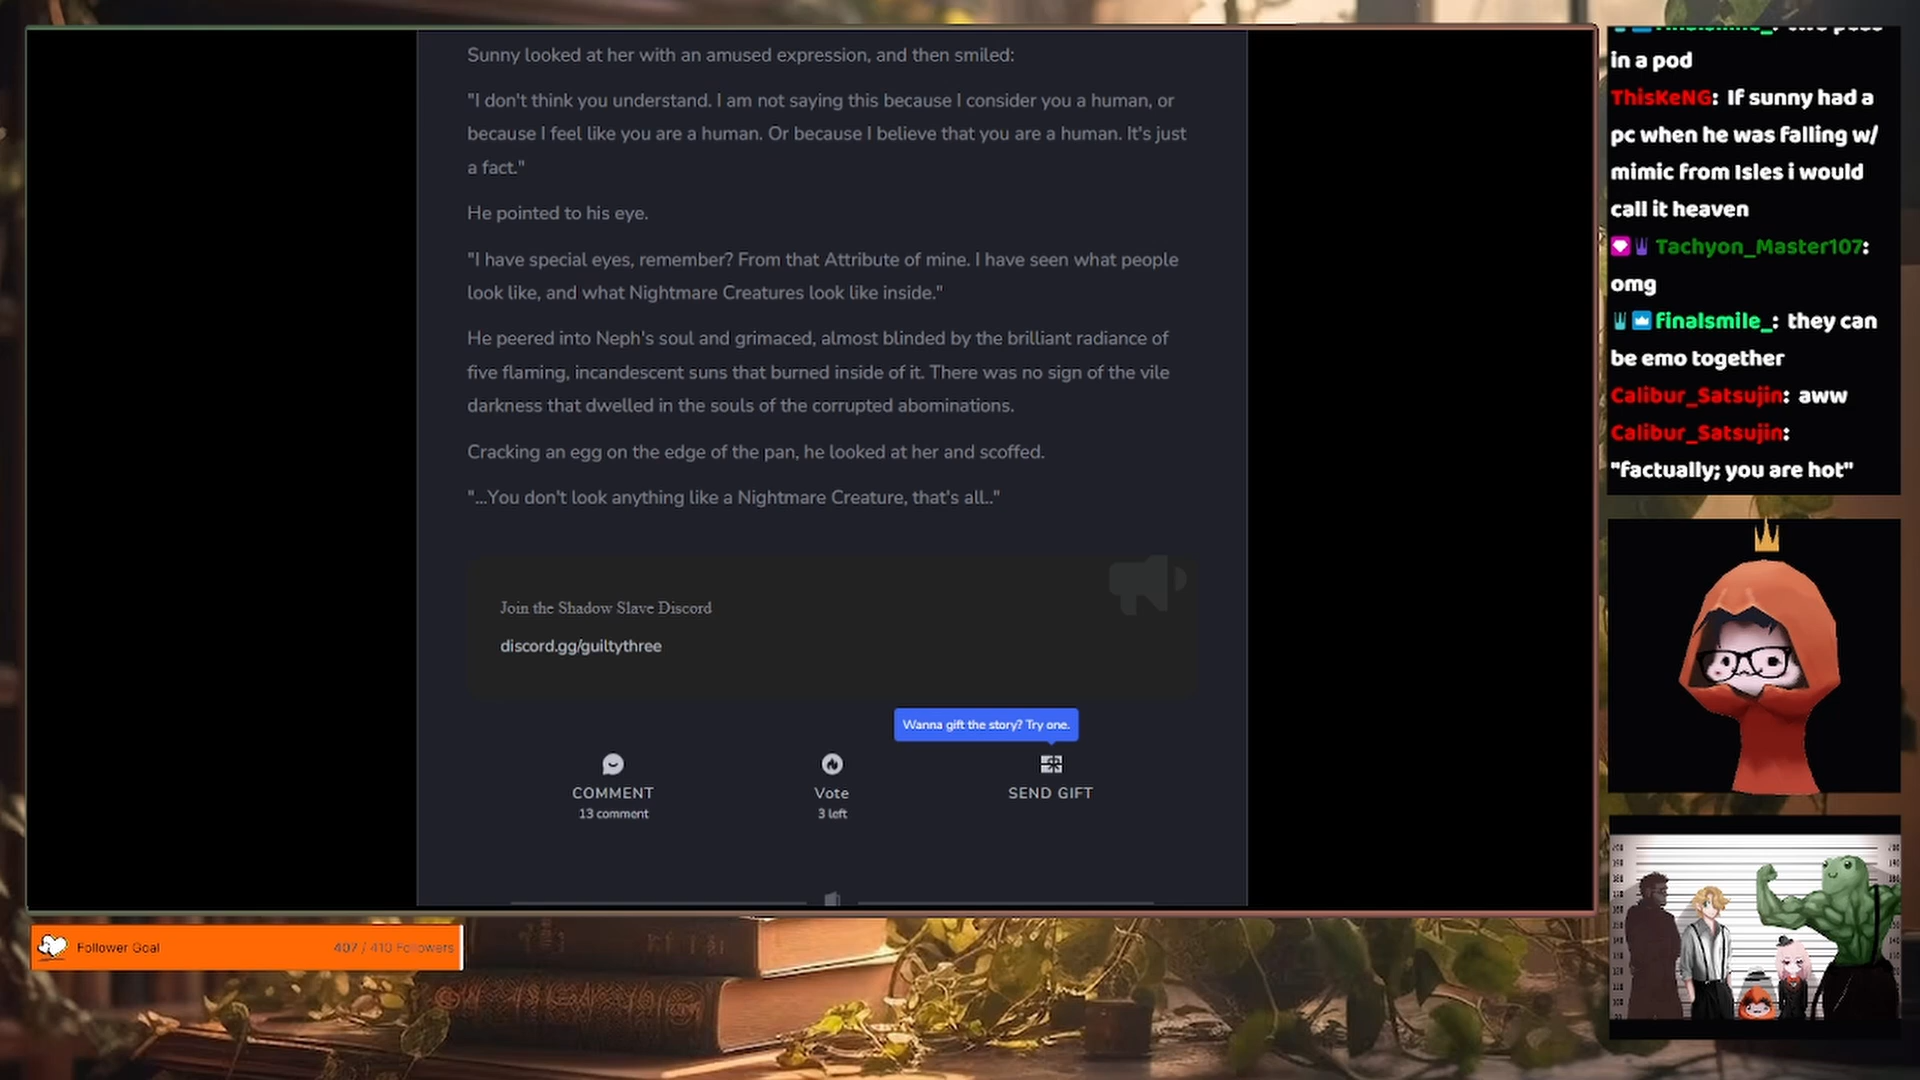 Sunny looked at her with an amused expression, and then smiled:
"I don't think you understand. I am not saying this because I consider you a human, or
because I feel like you are a human. Or because I believe that you are a human. It's just
a fact."
He pointed to his eye.
"I have special eyes, remember? From that Attribute of mine. I have seen what people
look like, and what Nightmare Creatures look like inside."
He peered into Neph's soul and grimaced, almost blinded by the brilliant radiance of
five flaming, incandescent suns that burned inside of it. There was no sign of the vile
darkness that dwelled in the souls of the corrupted abominations.
Cracking an egg on the edge of the pan, he looked at her and scoffed.
"...You don't look anything like a Nightmare Creature, that's all.."
Join the Shadow Slave Discord
discord.gg/guiltythree
Wanna gift the story? Try one.
COMMENT
13 comment
Vote
3 left
SEND GIFT
in a pod
ThisKeNG: If sunny had a
pc when he was falling w/
mimic from Isles i would
call it heaven
Tachyon_Master107:
omg
finalsmile_: they can
be emo together
Calibur_Satsujin: aww
Calibur_Satsujin:
"factually; you are hot"
Follower Goal
407 / 410 Followers